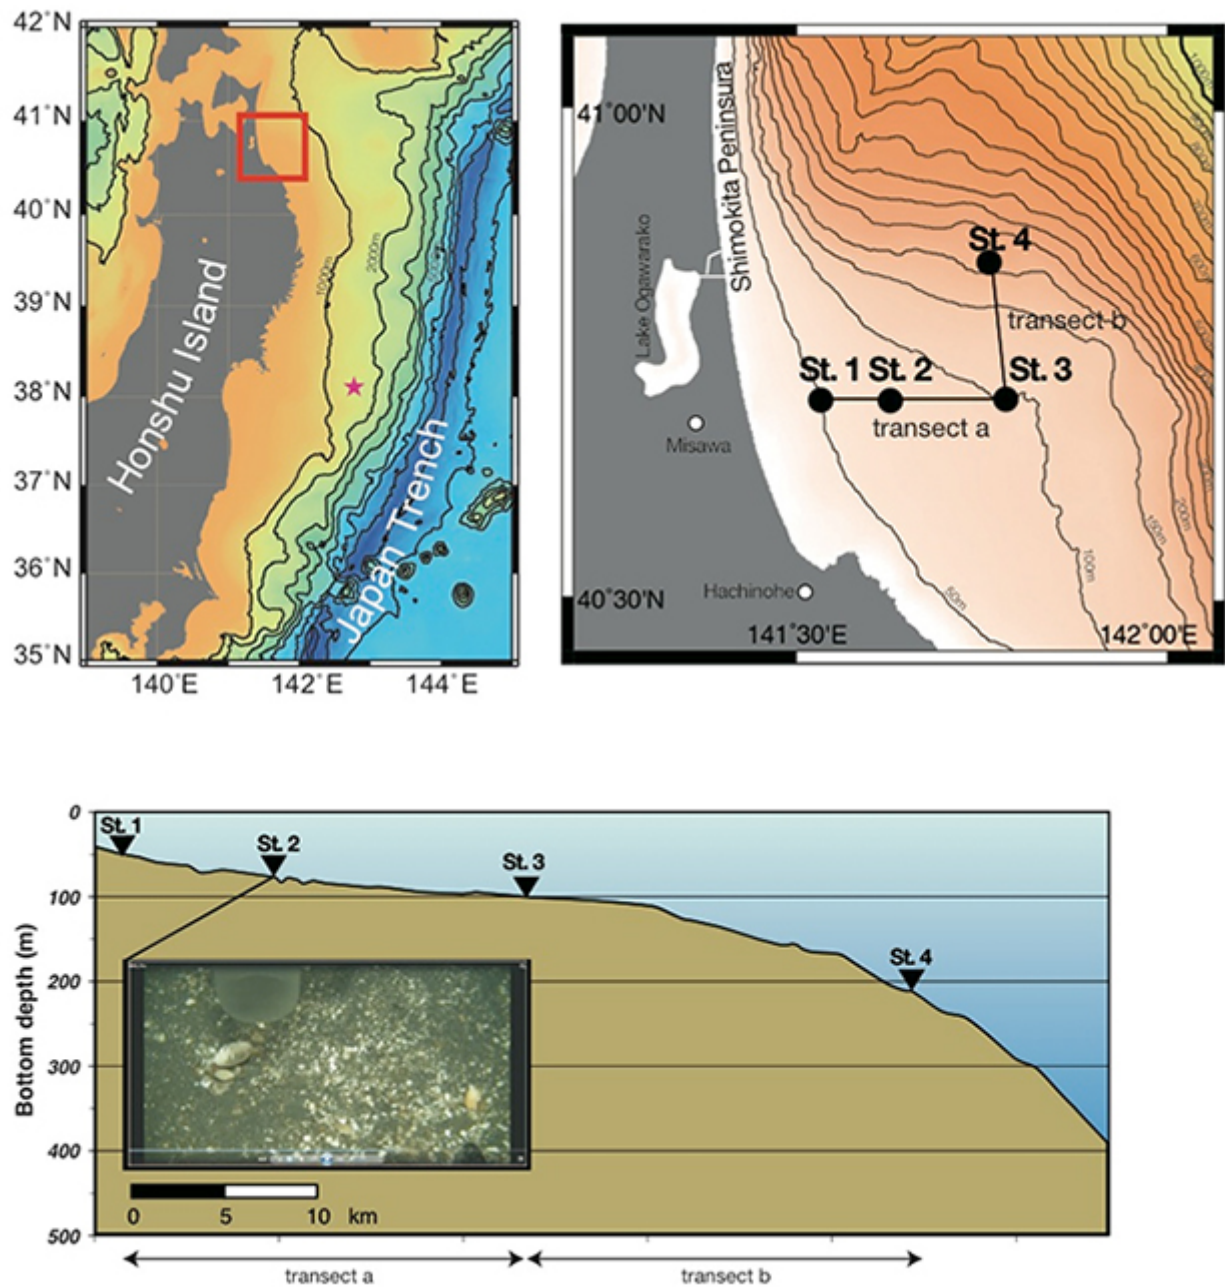 42°N
41°N
40°N
39°N
38°N
37°N
36°N
35°N
140°E
142°E
144°E
Honshu Island
Japan Trench
1000m
2000m
41°00'N
40°30'N
141°30'E
142°00'E
Shimokita Peninsura
Lake Ogawarako
Misawa
Hachinohe
St. 4
transect b
St. 1
St. 2
St. 3
transect a
50m
100m
150m
200m
1000m
0
100
200
300
400
500
Bottom depth (m)
St. 1
St. 2
St. 3
St. 4
0
5
10
km
transect a
transect b